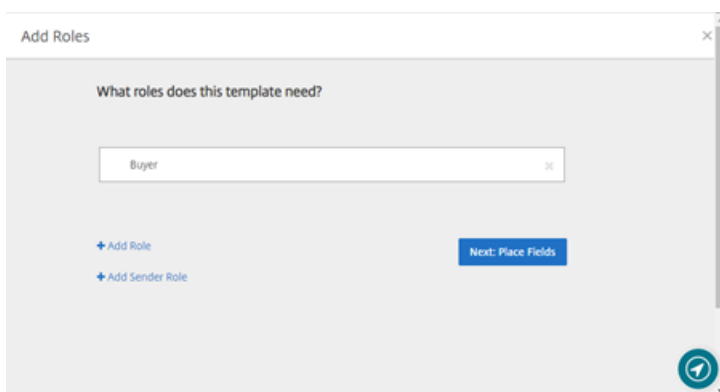 Add Roles
What roles does this template need?
Buyer
+ Add Role
Next: Place Fields
+ Add Sender Role